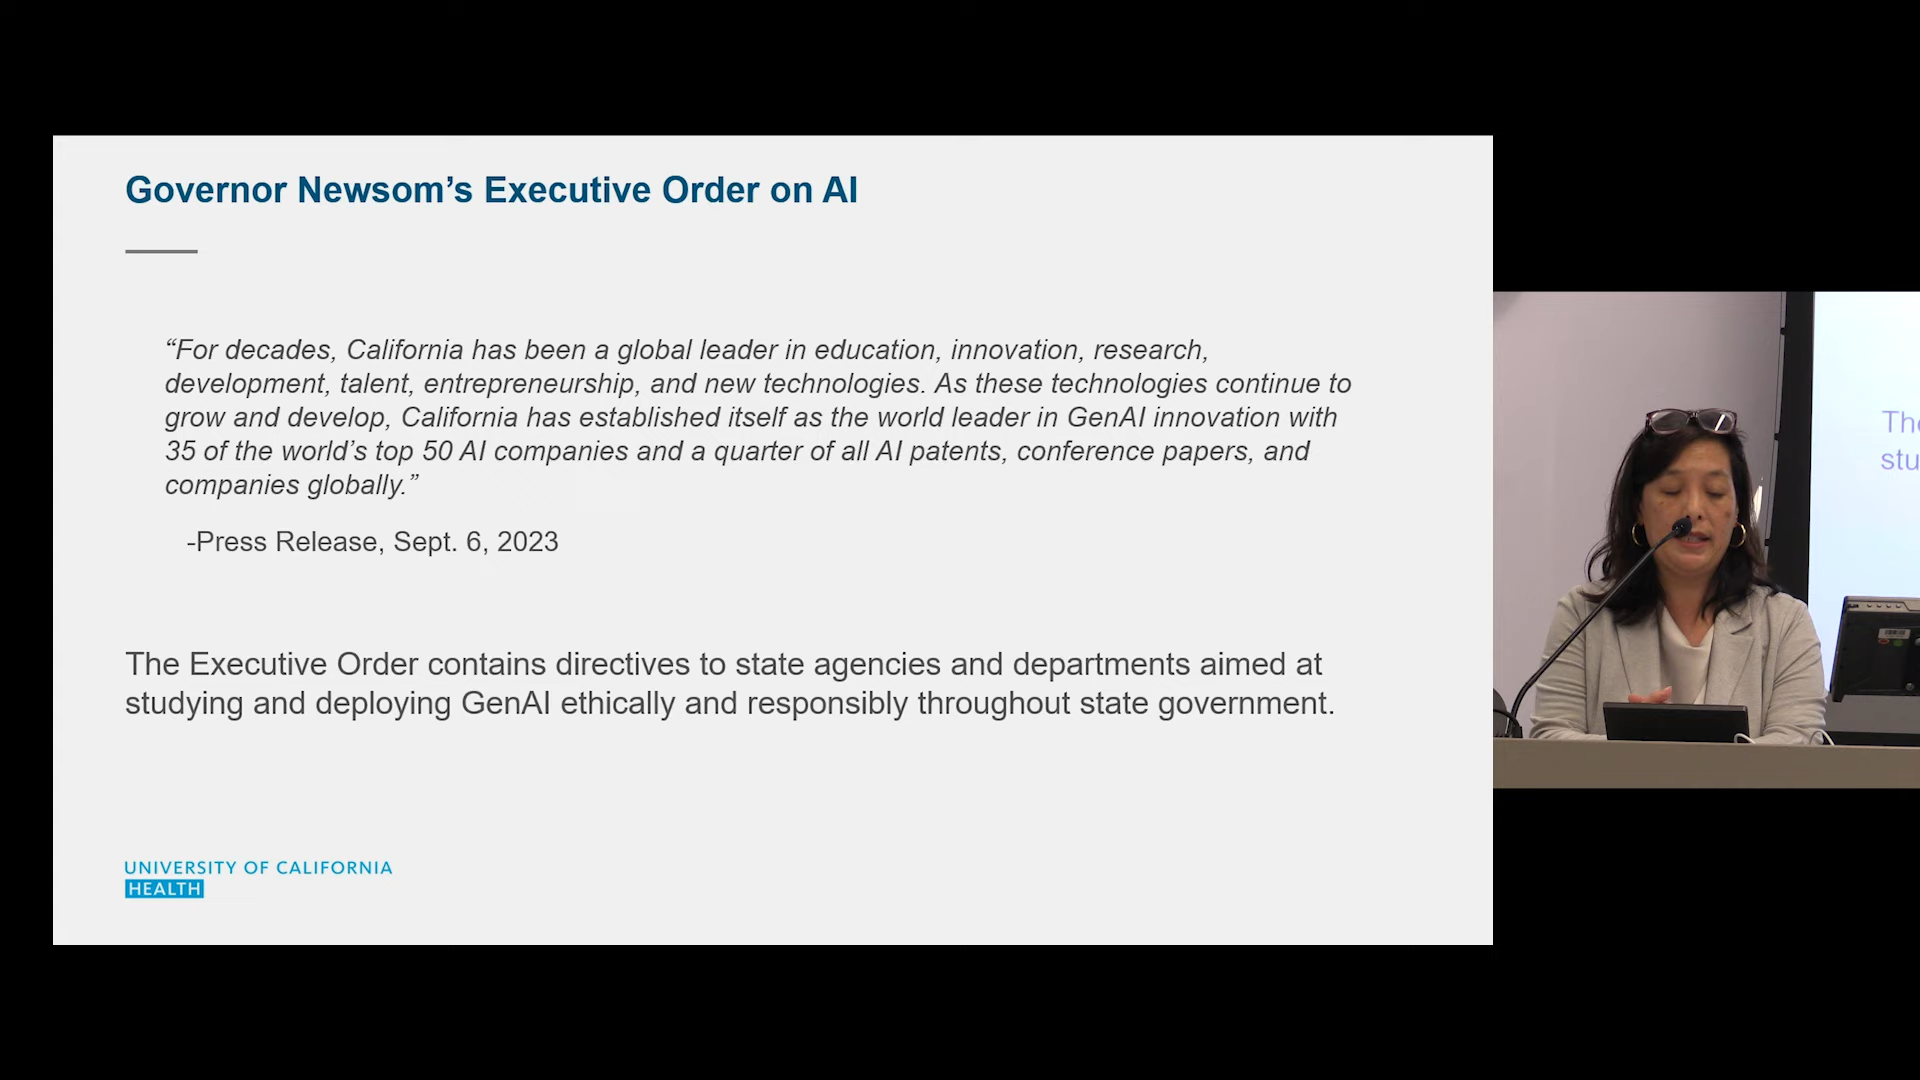 Governor Newsom’s Executive Order on AI
“For decades, California has been a global leader in education, innovation, research,
development, talent, entrepreneurship, and new technologies. As these technologies continue to
grow and develop, California has established itself as the world leader in GenAI innovation with
35 of the world’s top 50 AI companies and a quarter of all AI patents, conference papers, and
companies globally.”
-Press Release, Sept. 6, 2023
The Executive Order contains directives to state agencies and departments aimed at
studying and deploying GenAI ethically and responsibly throughout state government.
UNIVERSITY OF CALIFORNIA
HEALTH